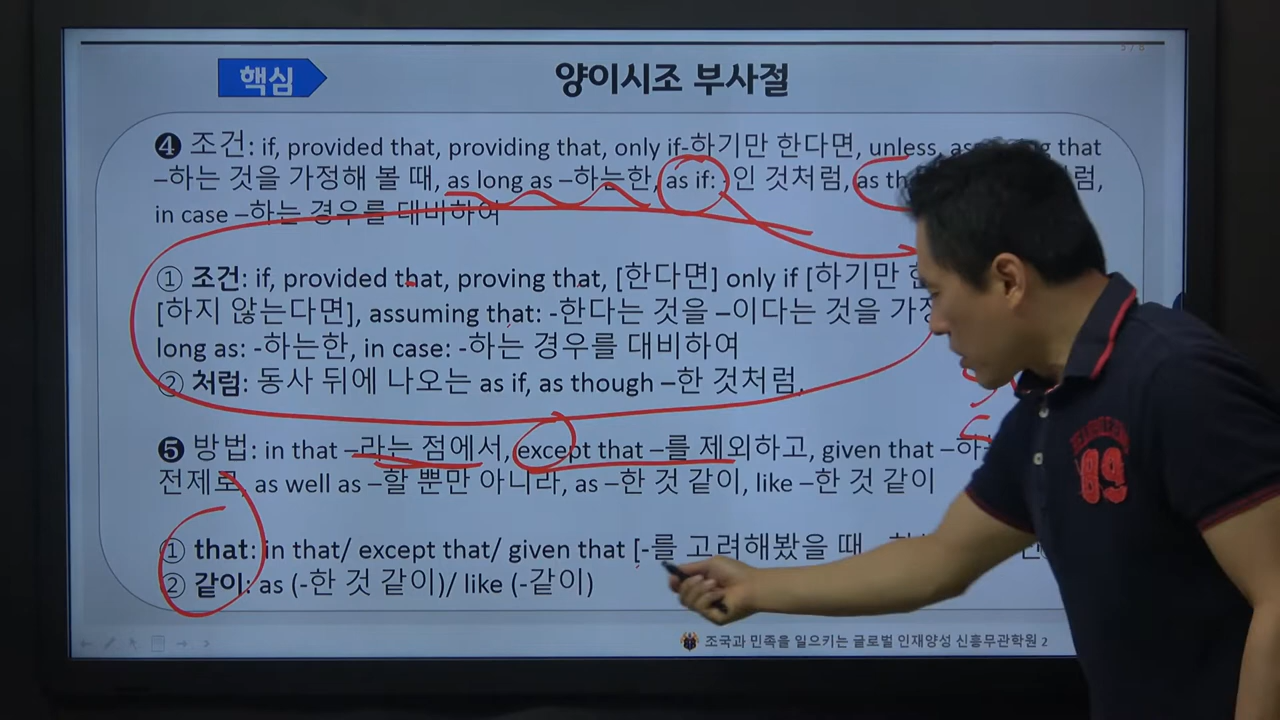 5 / 6
핵심
양이시조 부사절
❹ 조건: if, provided that, providing that, only if-하기만 한다면, unless, that
–하는 것을 가정해 볼 때, as long as –하는한, as if: -인 것처럼, as
in case –하는 경우를 대비하여
① 조건: if, provided that, proving that, [한다면] only if [하기만
[하지 않는다면], assuming that: -한다는 것을 –이다는 것을
long as: -하는한, in case: -하는 경우를 대비하여
② 처럼: 동사 뒤에 나오는 as if, as though –한 것처럼.
❺ 방법: in that –라는 점에서, except that –를 제외하고, given that
전제로, as well as –할 뿐만 아니라, as –한 것 같이, like –한 것 같이
① that: in that/ except that/ given that [-를 고려해봤을 때
② 같이: as (-한 것 같이)/ like (-같이)
조국과 민족을 일으키는 글로벌 인재양성 신흥무관학원 2
89